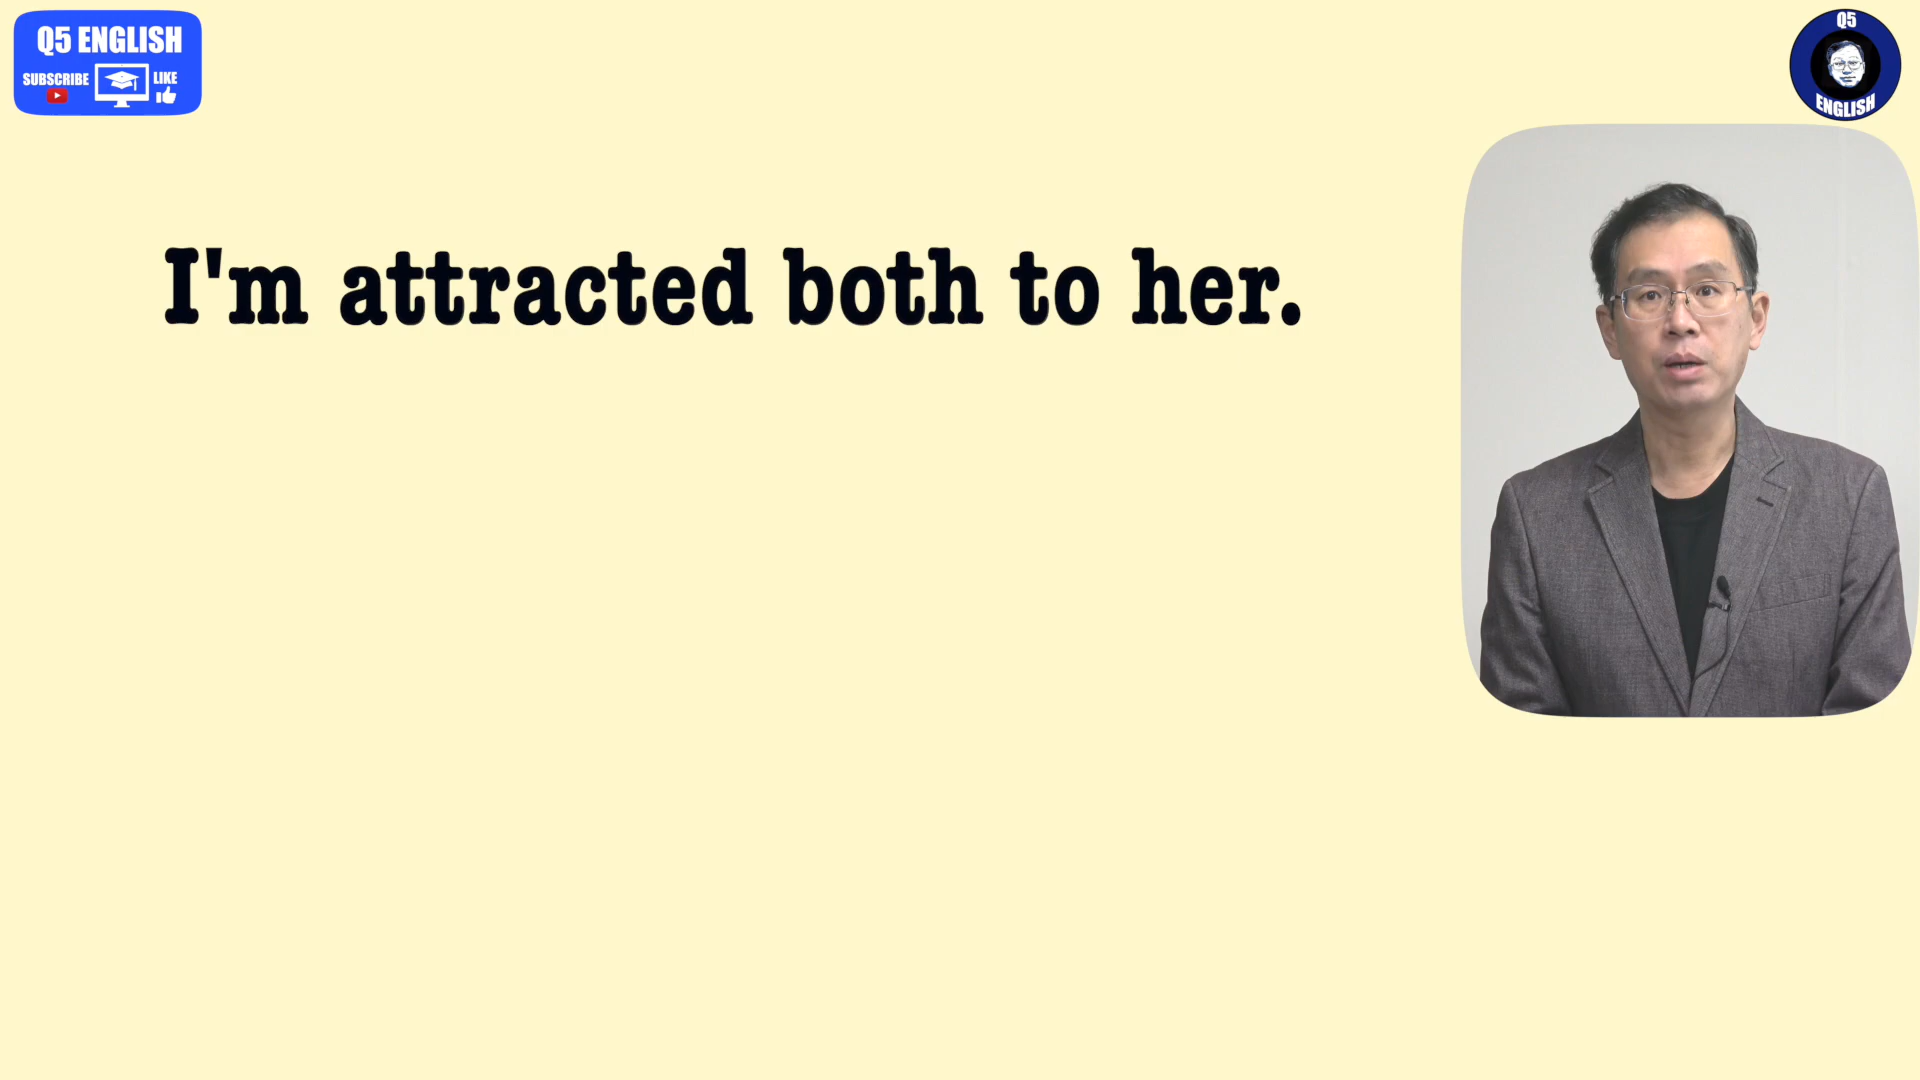 Q5 ENGLISH
SUBSCRIBE
LIKE
Q5
ENGLISH
I'm attracted both to her.